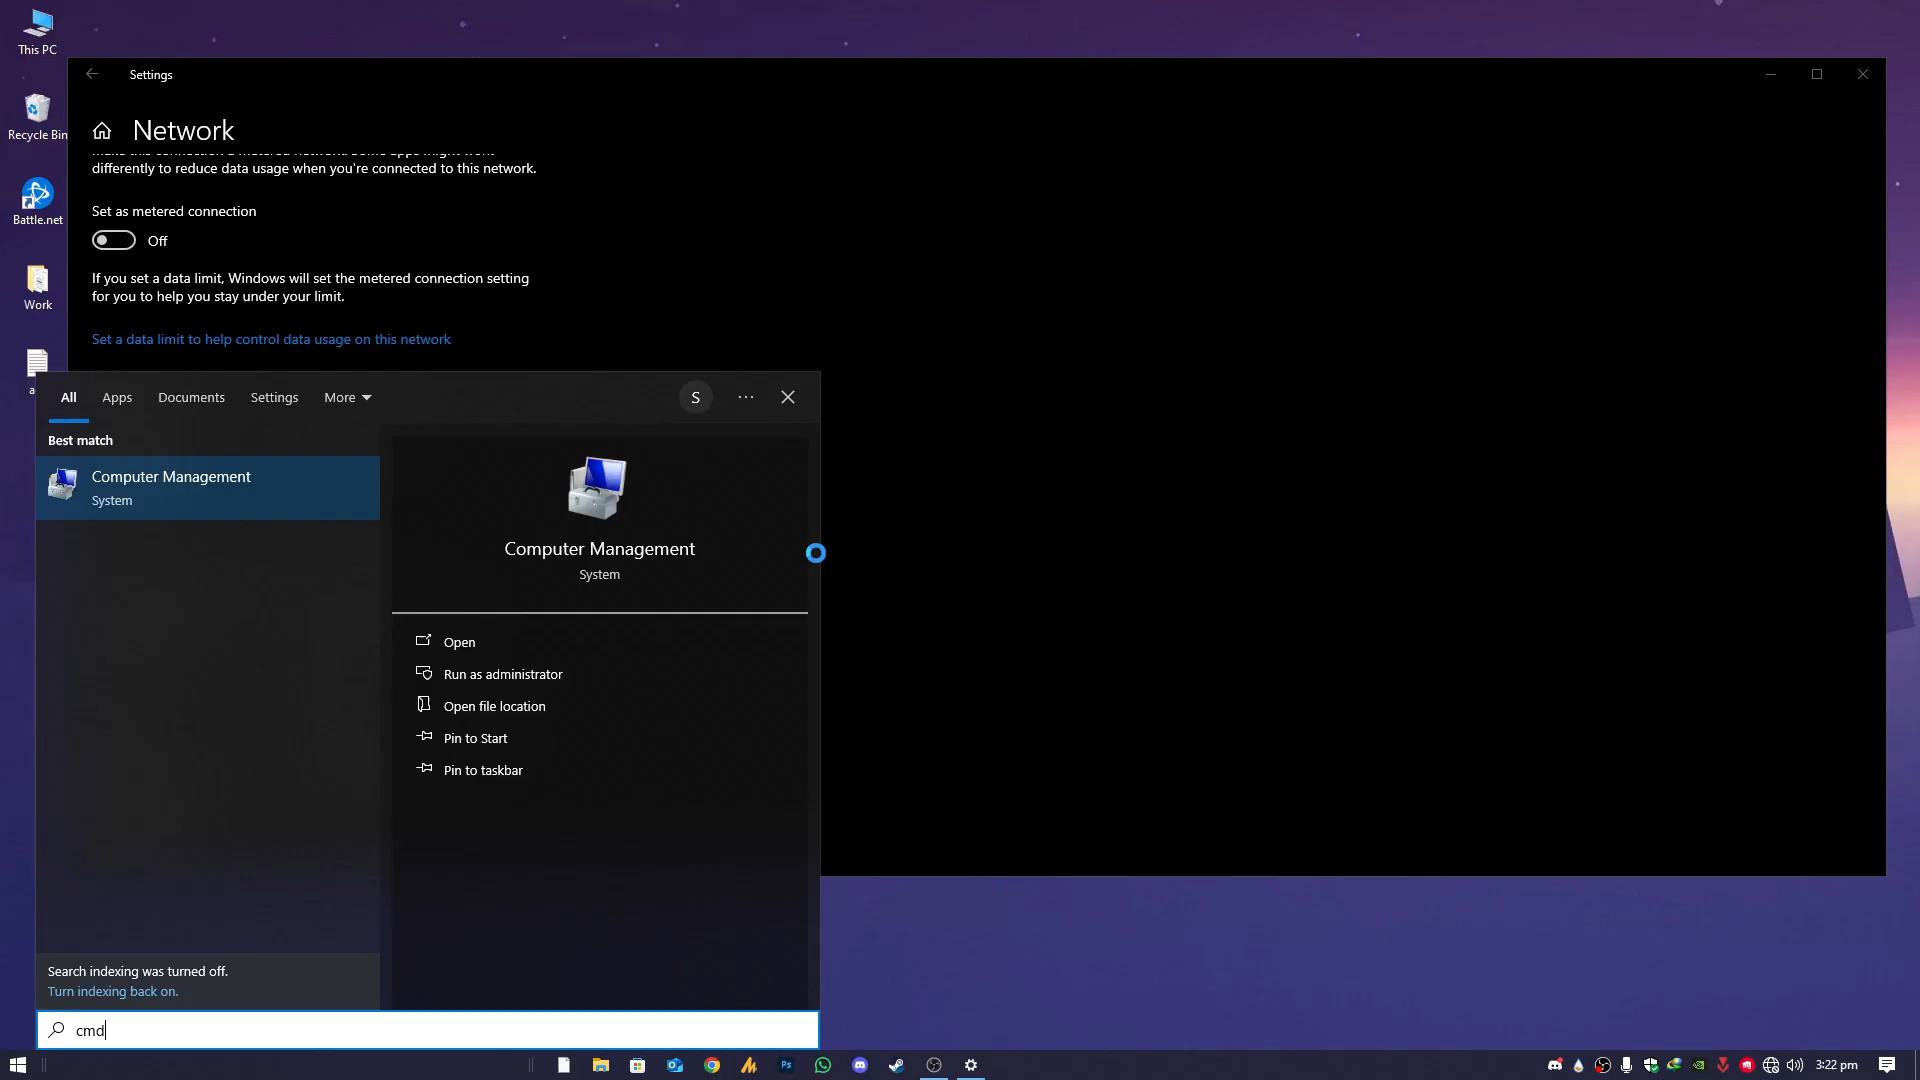 This PC
Recycle Bin
Battle.net
Work
Settings
Network
differently to reduce data usage when you're connected to this network.
Set as metered connection
Off
If you set a data limit, Windows will set the metered connection setting
for you to help you stay under your limit.
Set a data limit to help control data usage on this network
All Apps Documents Settings More
S
Best match
Computer Management
System
Computer Management
System
Open
Run as administrator
Open file location
Pin to Start
Pin to taskbar
Search indexing was turned off.
Turn indexing back on.
cmd
Ps
3:22 pm